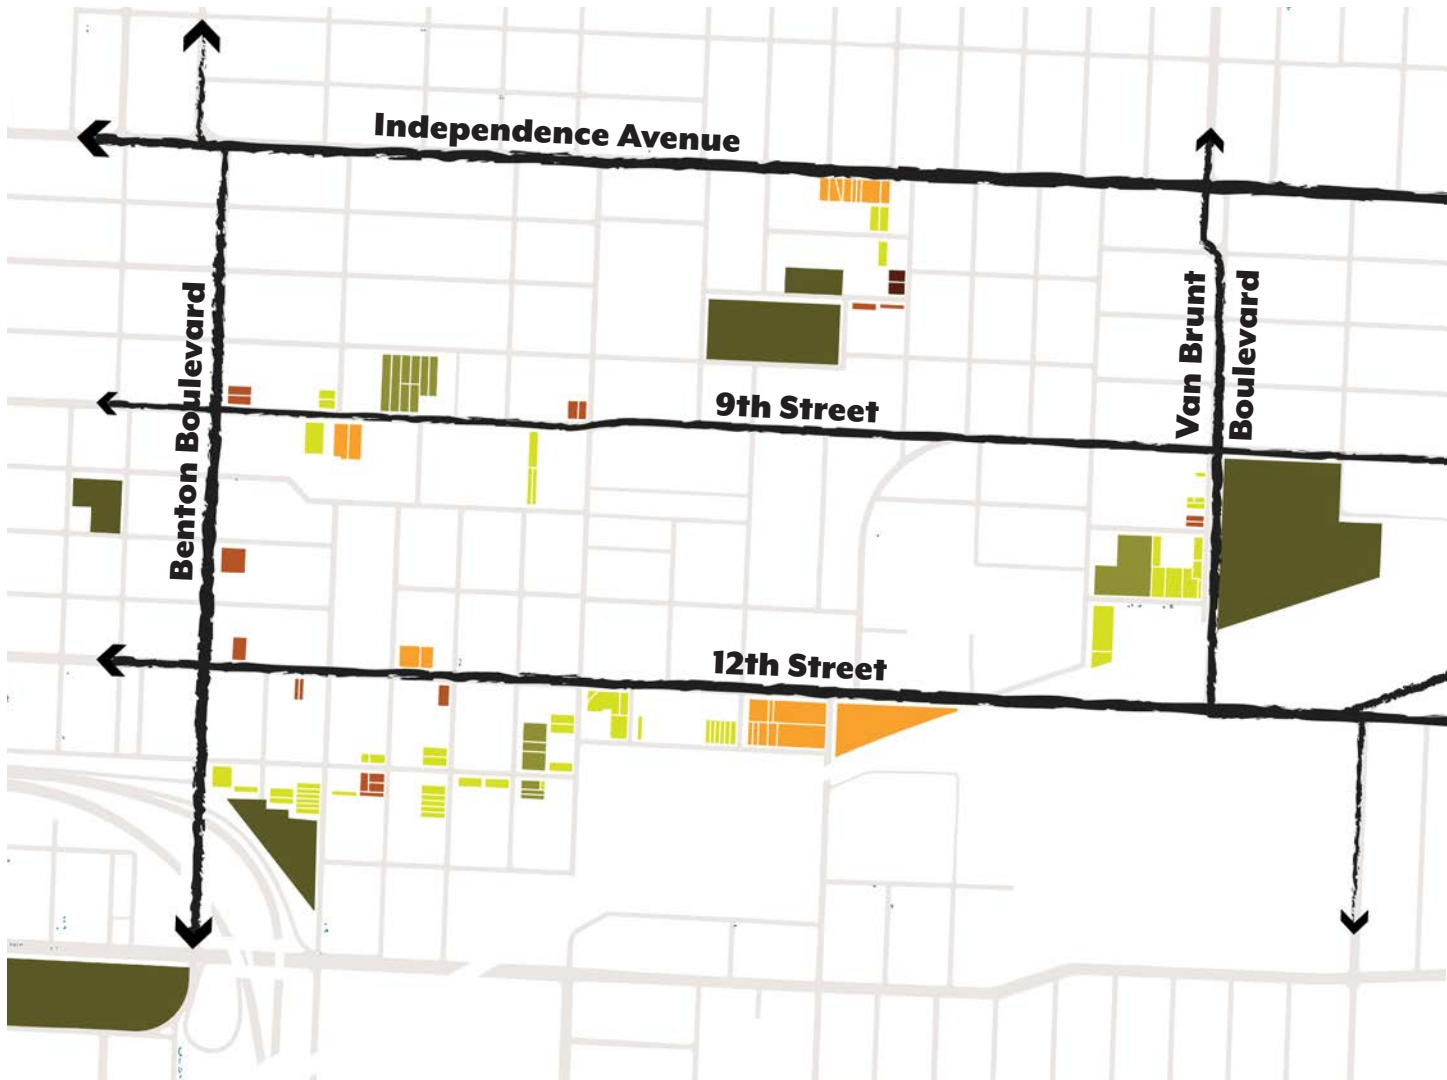 Independence Avenue
Benton Boulevard
Van Brunt
Boulevard
9th Street
12th Street